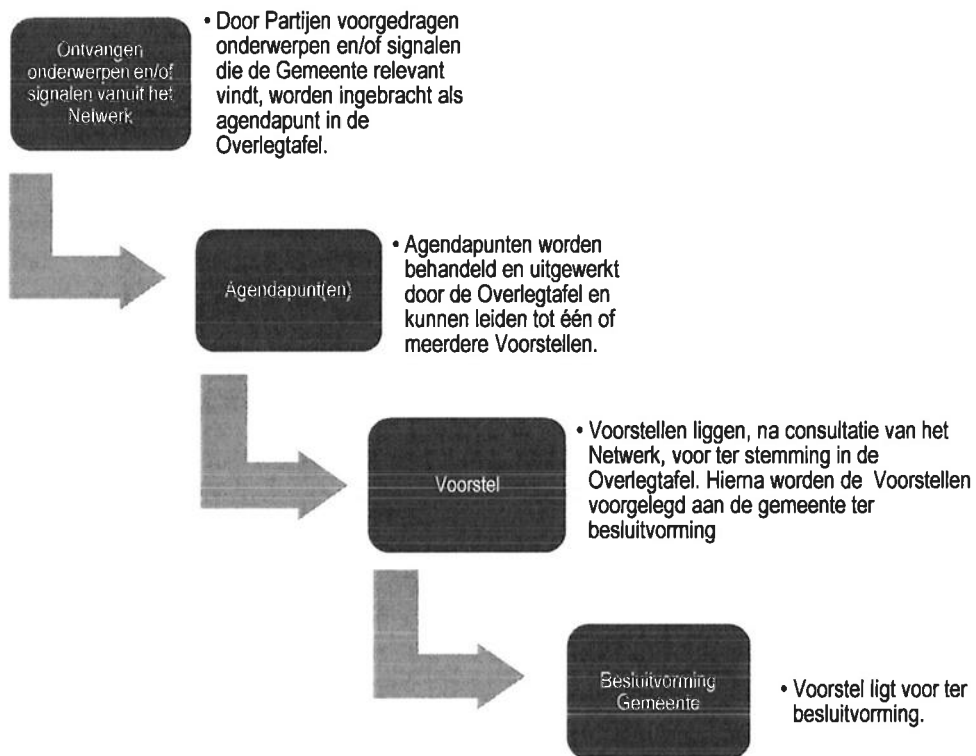 Ontvangen
onderwerpen en/of
signalen vanuit het
Netwerk
• Door Partijen voorgedragen
onderwerpen en/of signalen
die de Gemeente relevant
vindt, worden ingebracht als
agendapunt in de
Overlegtafel.
Agendapunt(en)
• Agendapunten worden
behandeld en uitgewerkt
door de Overlegtafel en
kunnen leiden tot één of
meerdere Voorstellen.
Voorstel
• Voorstellen liggen, na consultatie van het
Netwerk, voor ter stemming in de
Overlegtafel. Hierna worden de Voorstellen
voorgelegd aan de gemeente ter
besluitvorming
Besluitvorming
Gemeente
• Voorstel ligt voor ter
besluitvorming.